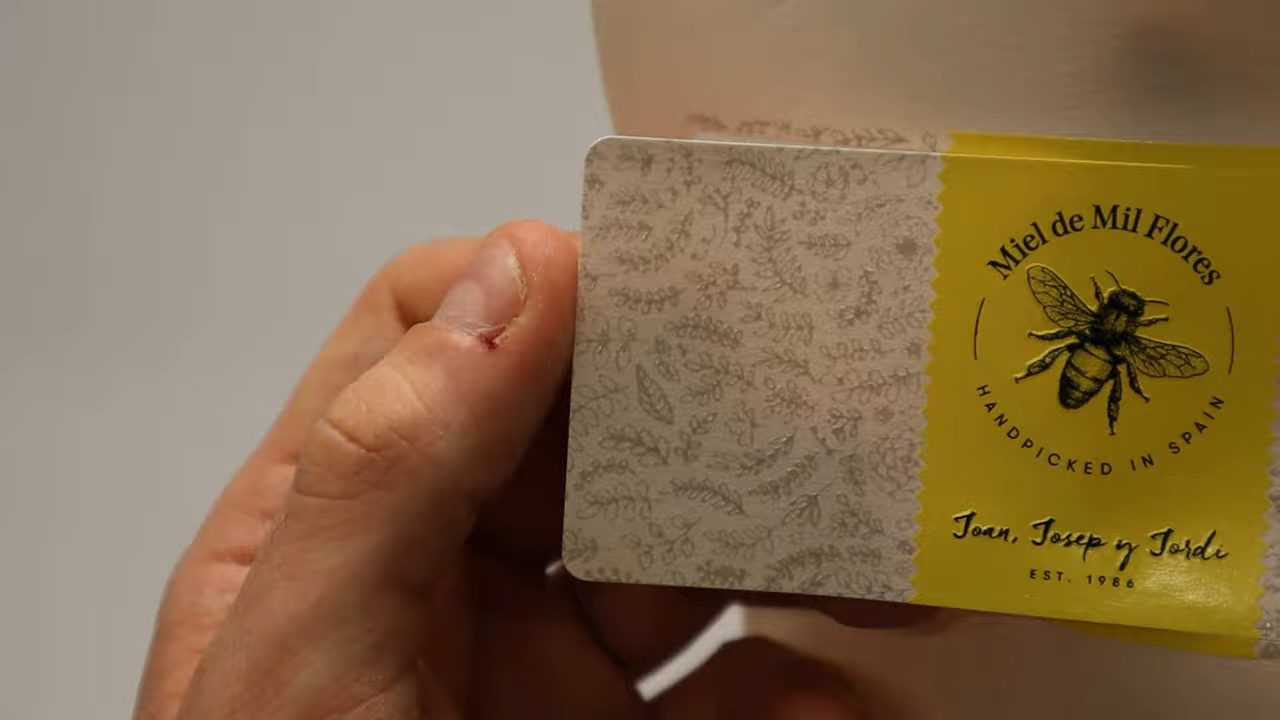 Miel de Mil Flores
HANDPICKED IN SPAIN
Joan, Josep y Jordi
EST. 1986